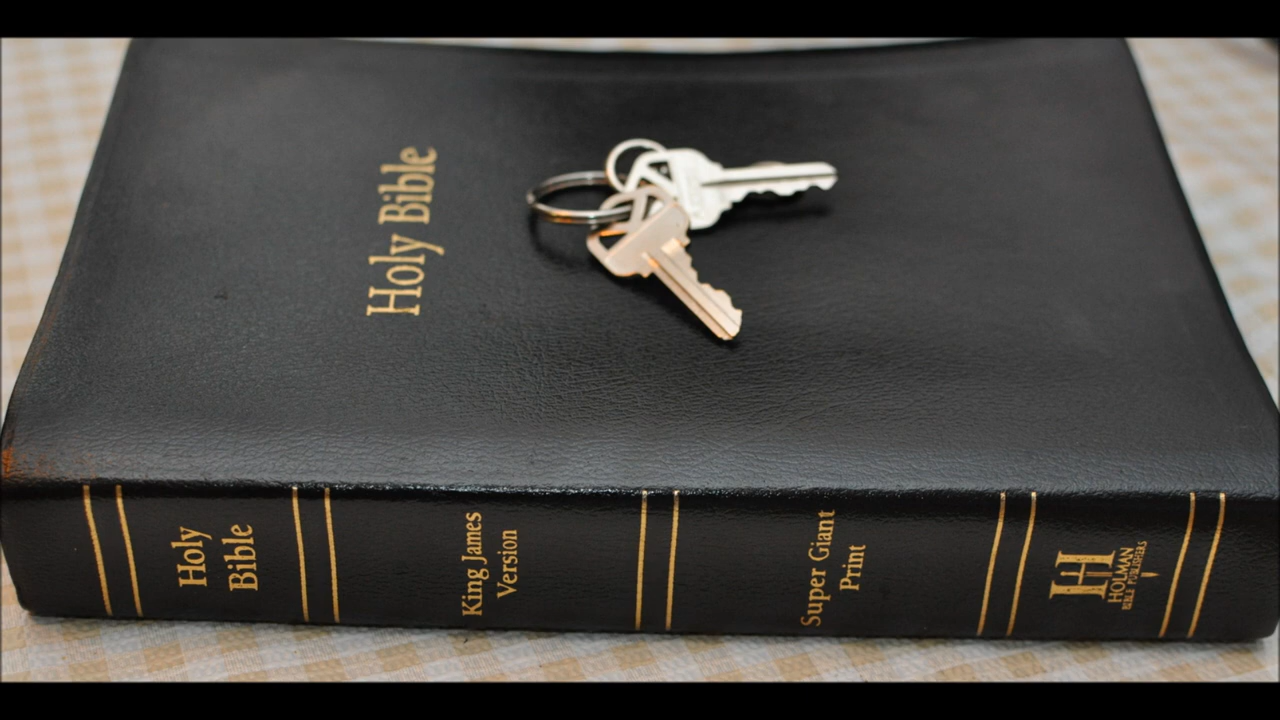 Holy Bible
Holy
Bible
King James
Version
Super Giant
Print
HOLMAN
BIBLE PUBLISHERS